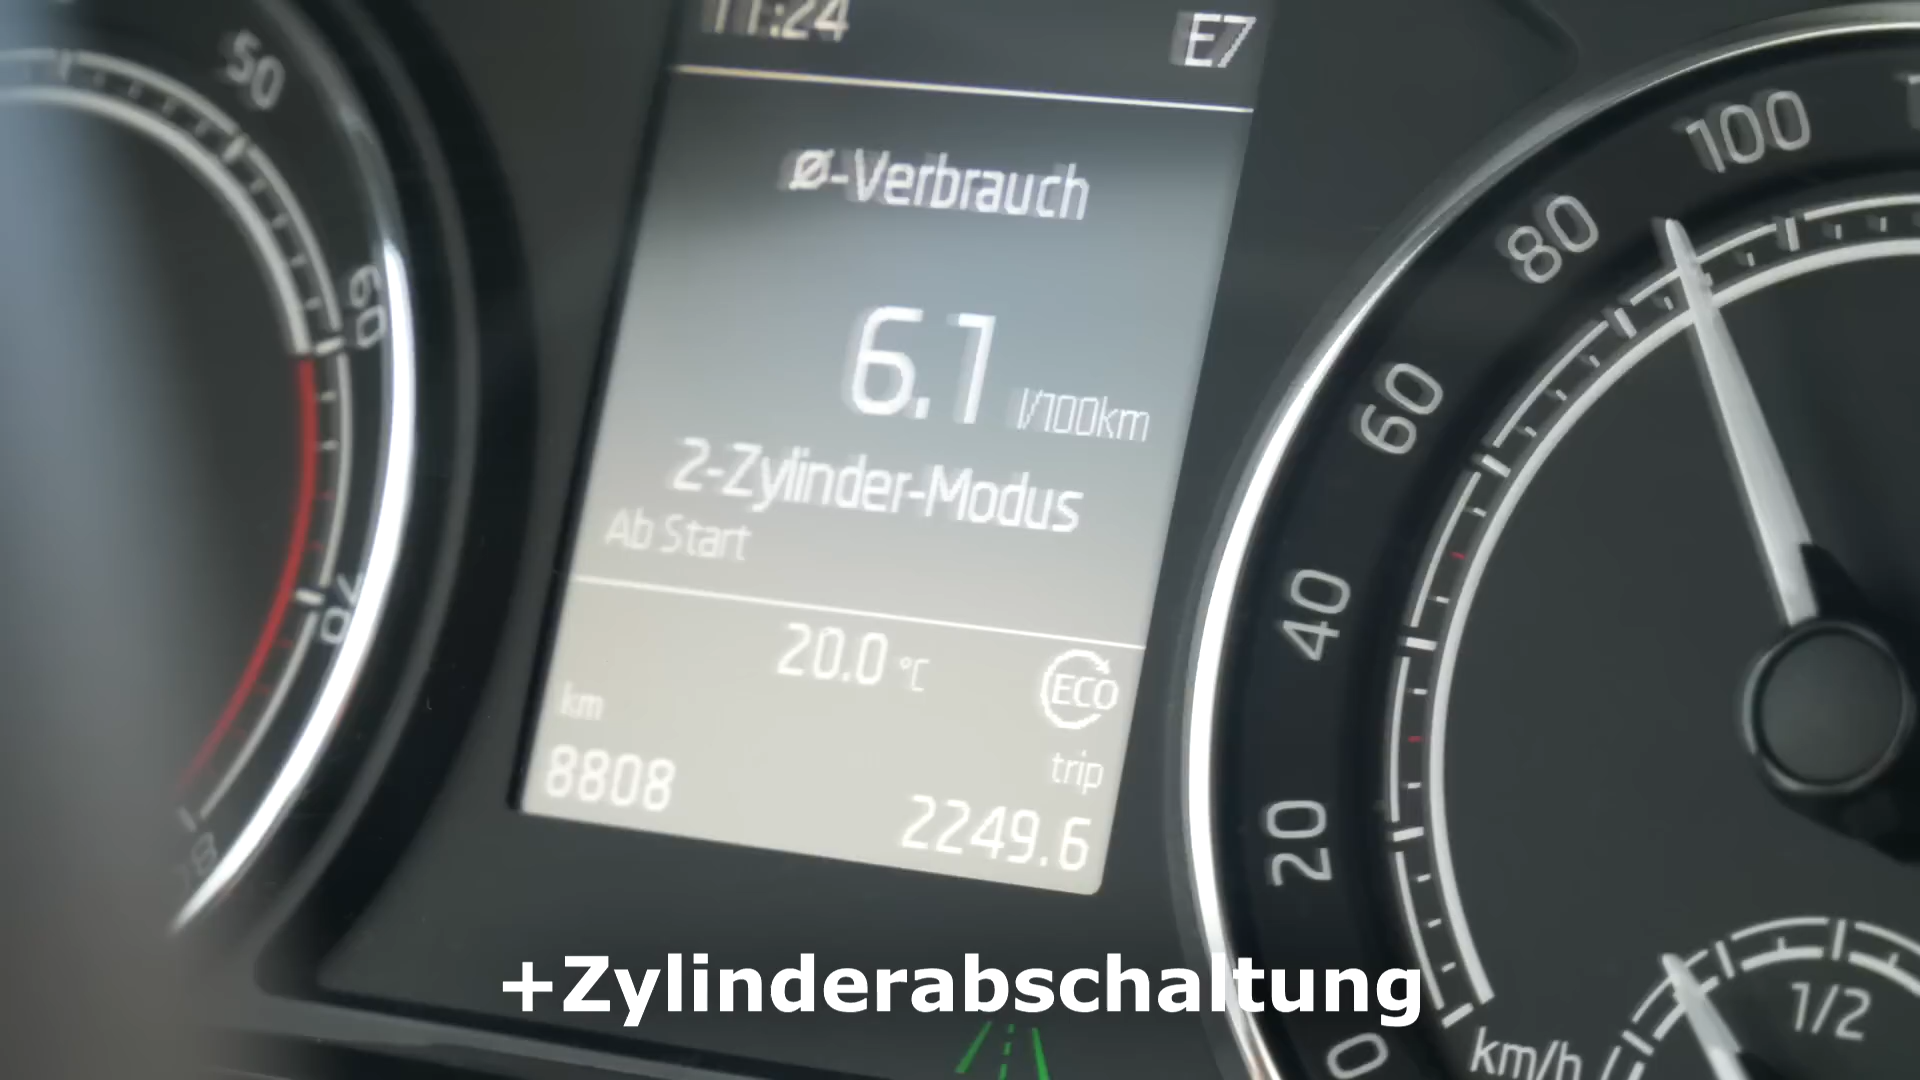 11:24
E7
ø-Verbrauch
6.1 l/100km
2-Zylinder-Modus
Ab Start
20.0 °C
ECO
km
trip
8808
2249.6
50
60
70
8
100
80
60
40
20
0
km/h
1/2
+Zylinderabschaltung